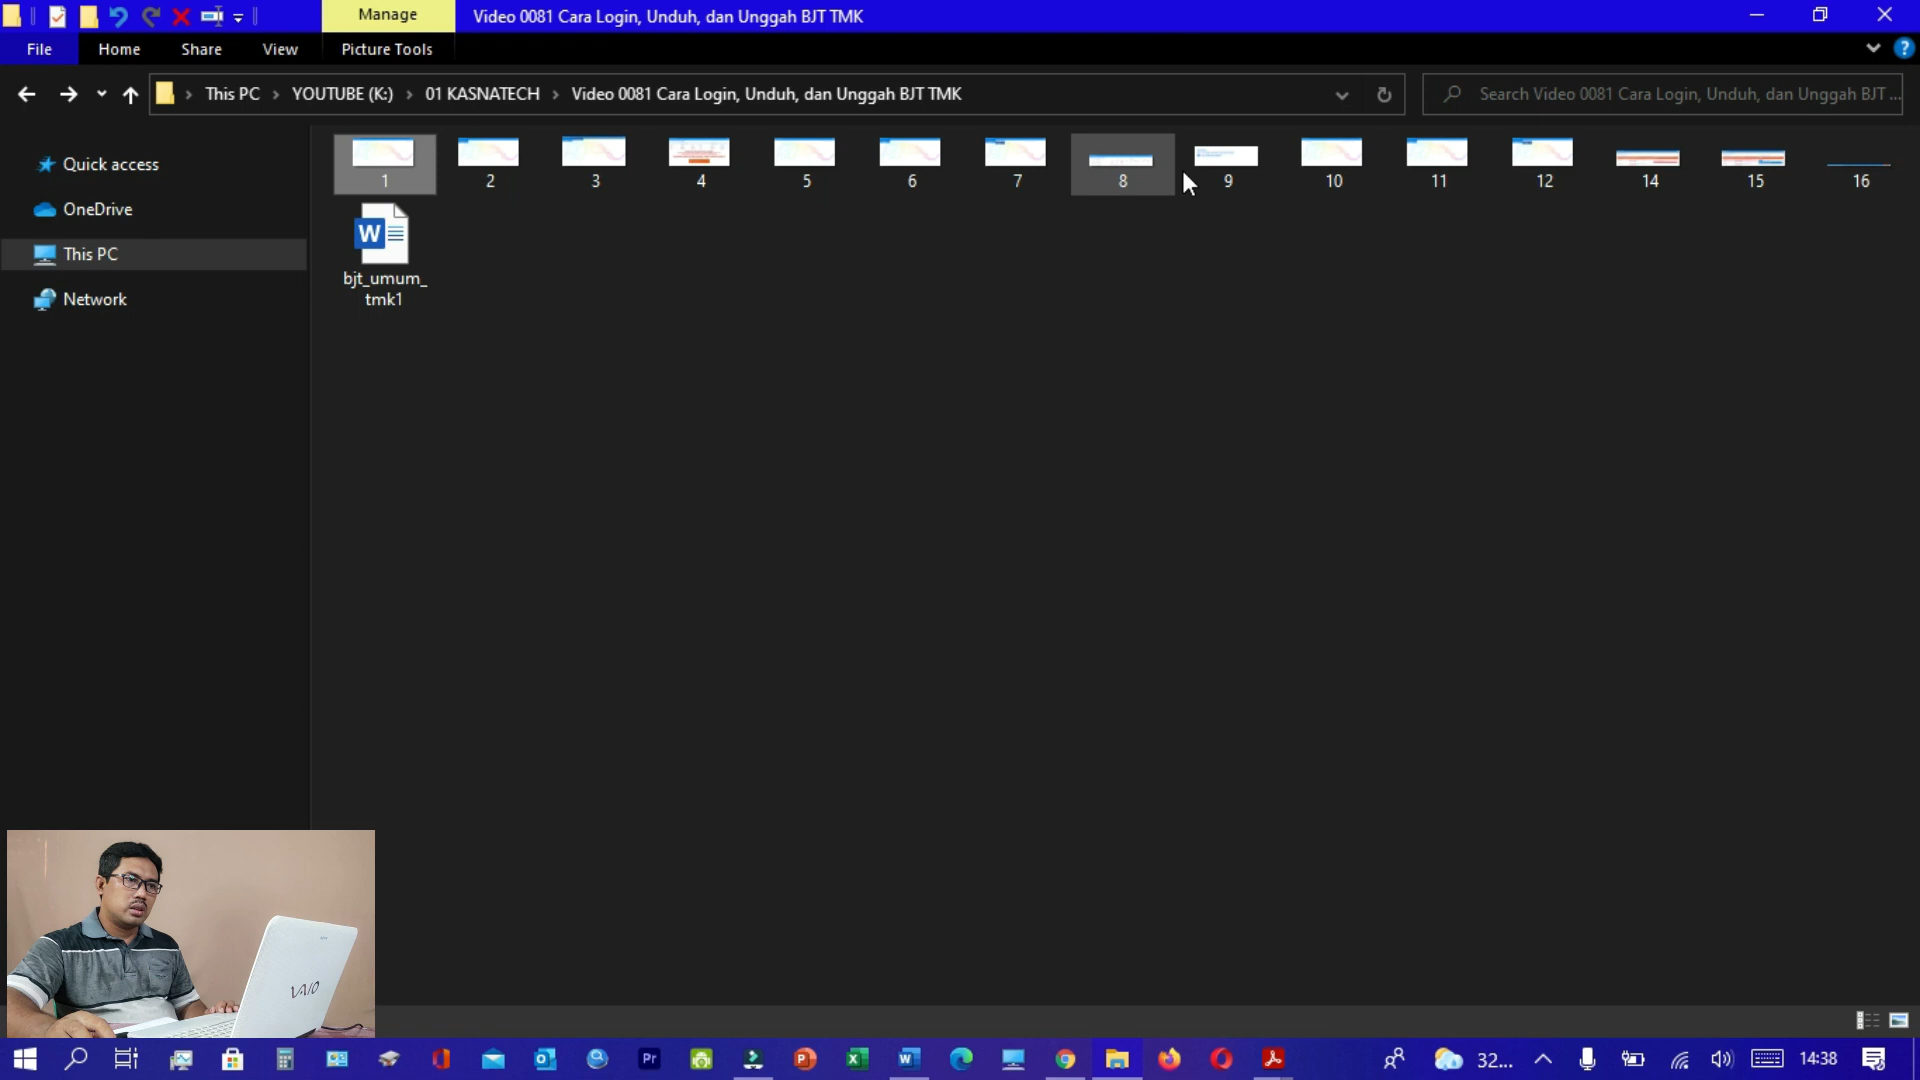 Manage
Video 0081 Cara Login, Unduh, dan Unggah BJT TMK
File
Home
Share
View
Picture Tools
This PC
YOUTUBE (K:)
01 KASNATECH
Video 0081 Cara Login, Unduh, dan Unggah BJT TMK
Search Video 0081 Cara Login, Unduh, dan Unggah BJT ...
Quick access
OneDrive
This PC
Network
1
2
3
4
5
6
7
8
9
10
11
12
14
15
16
bjt_umum_
tmk1
VAIO
Pr
32...
14:38